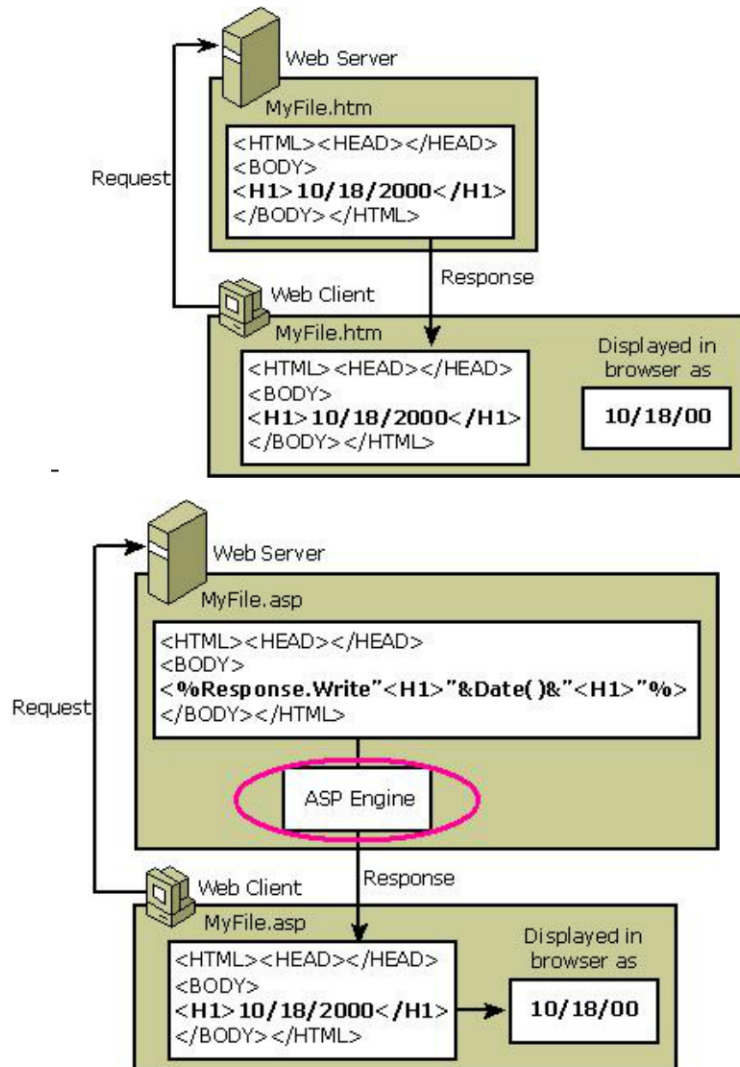 Web Server
MyFile.htm
<HTML><HEAD></HEAD>
<BODY>
<H1>10/18/2000</H1>
</BODY></HTML>
Request
Response
Web Client
MyFile.htm
<HTML><HEAD></HEAD>
<BODY>
<H1>10/18/2000</H1>
</BODY></HTML>
Displayed in
browser as
10/18/00
-
Web Server
MyFile.asp
<HTML><HEAD></HEAD>
<BODY>
<%Response.Write"<H1>"&Date( )&"<H1>"%>
</BODY></HTML>
Request
ASP Engine
Response
Web Client
MyFile.asp
<HTML><HEAD></HEAD>
<BODY>
<H1>10/18/2000</H1>
</BODY></HTML>
Displayed in
browser as
10/18/00